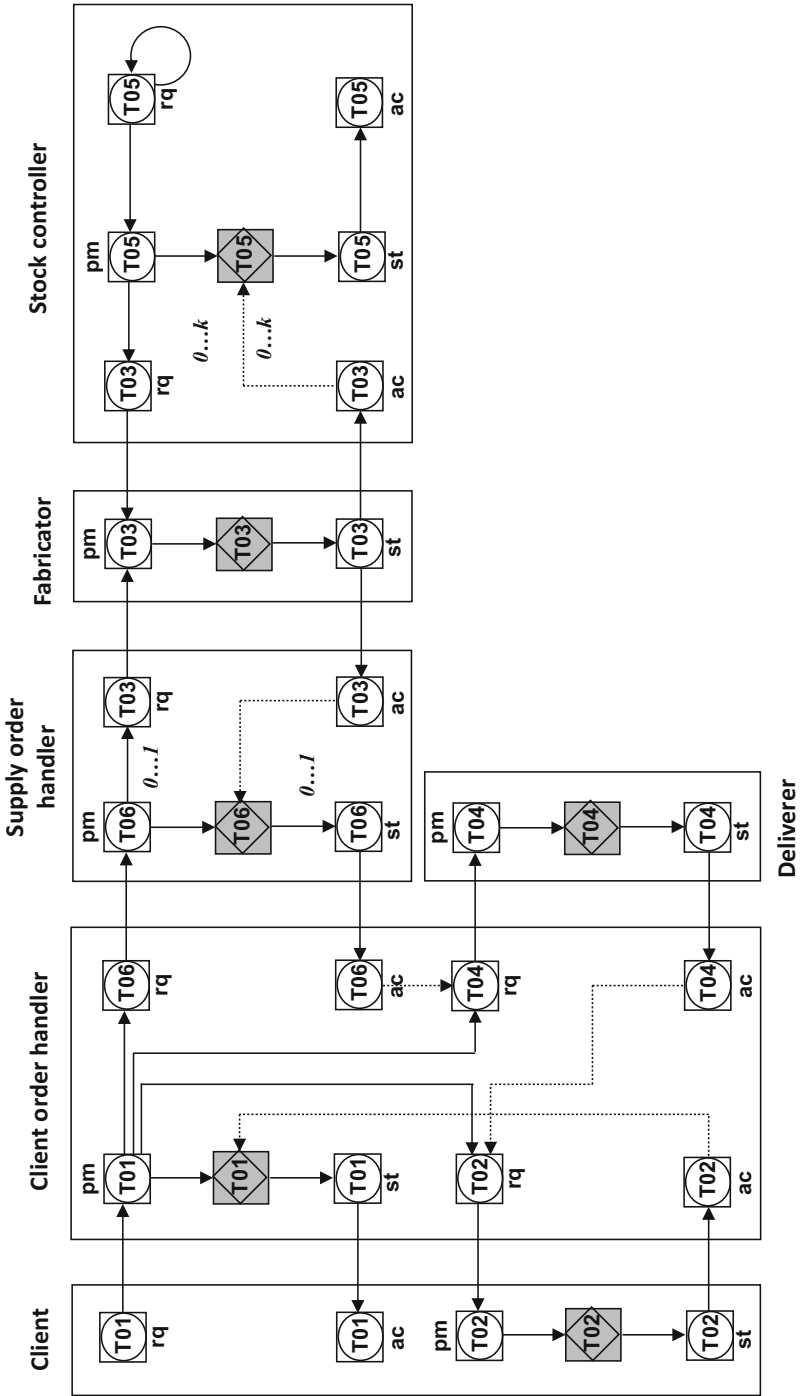 Client
T01
rq
T01
ac
pm
T02
T02
T02
st
Client order handler
pm
T01
T06
rq
T01
T01
st
T06
ac
T02
rq
T04
rq
T02
ac
T04
ac
Supply order
handler
pm
T06
T03
rq
0...1
T06
T03
ac
0...1
T06
st
pm
T04
T04
T04
st
Deliverer
Fabricator
pm
T03
T03
T03
st
Stock controller
T03
rq
pm
T05
T05
rq
0...k
T05
0...k
T03
ac
T05
st
T05
ac